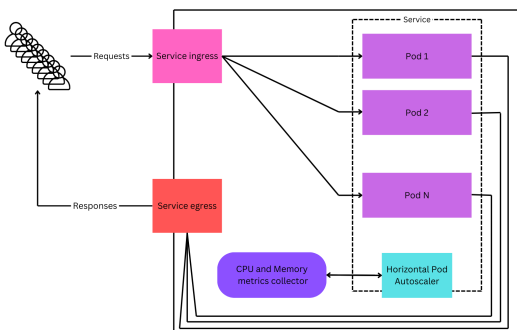 Service
Requests
Service ingress
Pod 1
Pod 2
Pod N
Responses
Service egress
CPU and Memory
metrics collector
Horizontal Pod
Autoscaler